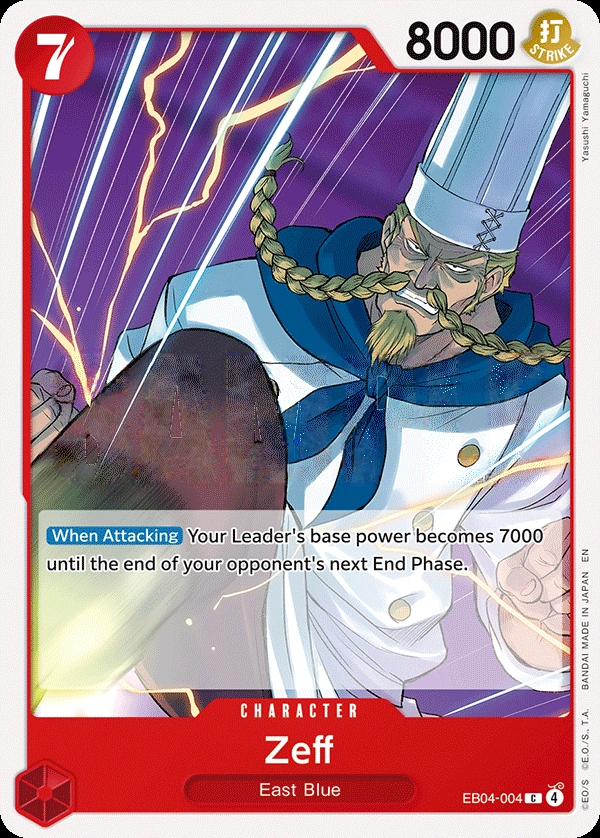 7
8000
打
STRIKE
Yasushi Yamaguchi
When Attacking Your Leader's base power becomes 7000
until the end of your opponent's next End Phase.
CHARACTER
Zeff
East Blue
EB04-004 C 4
©E.O./S ©E.O./S., T.A. BANDAI MADE IN JAPAN EN